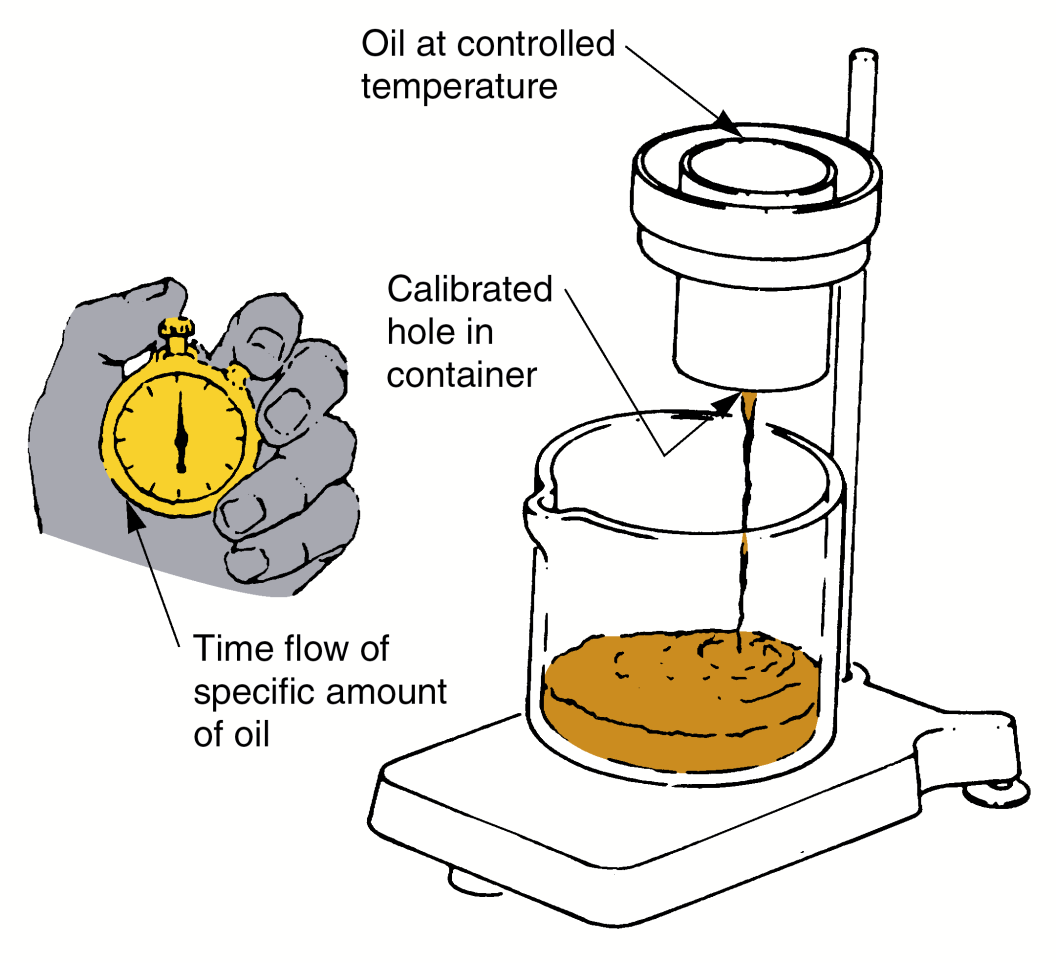 Oil at controlled
temperature
Calibrated
hole in
container
Time flow of
specific amount
of oil